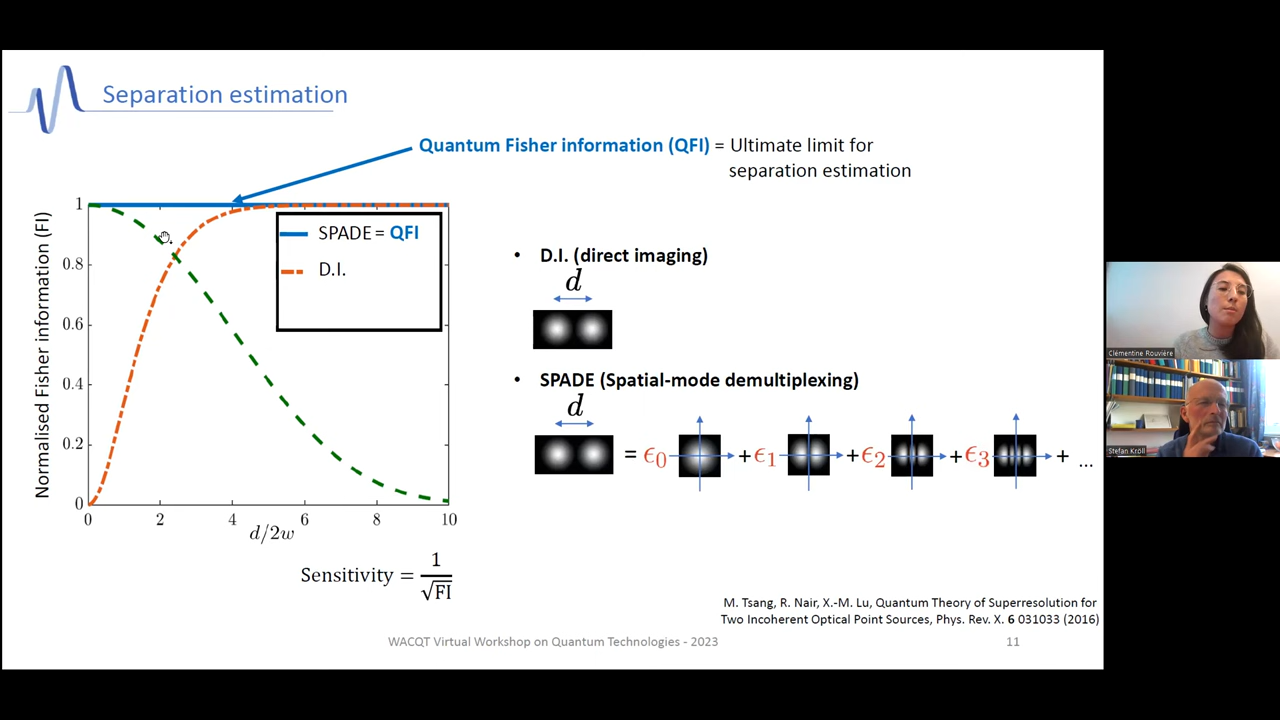 Separation estimation
Quantum Fisher information (QFI) = Ultimate limit for
separation estimation
Normalised Fisher information (FI)
1
0.8
0.6
0.4
0.2
0
0 2 4 6 8 10
d/2w
SPADE = QFI
D.I.
Sensitivity = 1/√FI
• D.I. (direct imaging)
d
• SPADE (Spatial-mode demultiplexing)
d
= ϵ0 +ϵ1 +ϵ2 +ϵ3 + ...
M. Tsang, R. Nair, X.-M. Lu, Quantum Theory of Superresolution for
Two Incoherent Optical Point Sources, Phys. Rev. X. 6 031033 (2016)
WACQT Virtual Workshop on Quantum Technologies - 2023
11
Clémentine Rouvière
Stefan Kröll